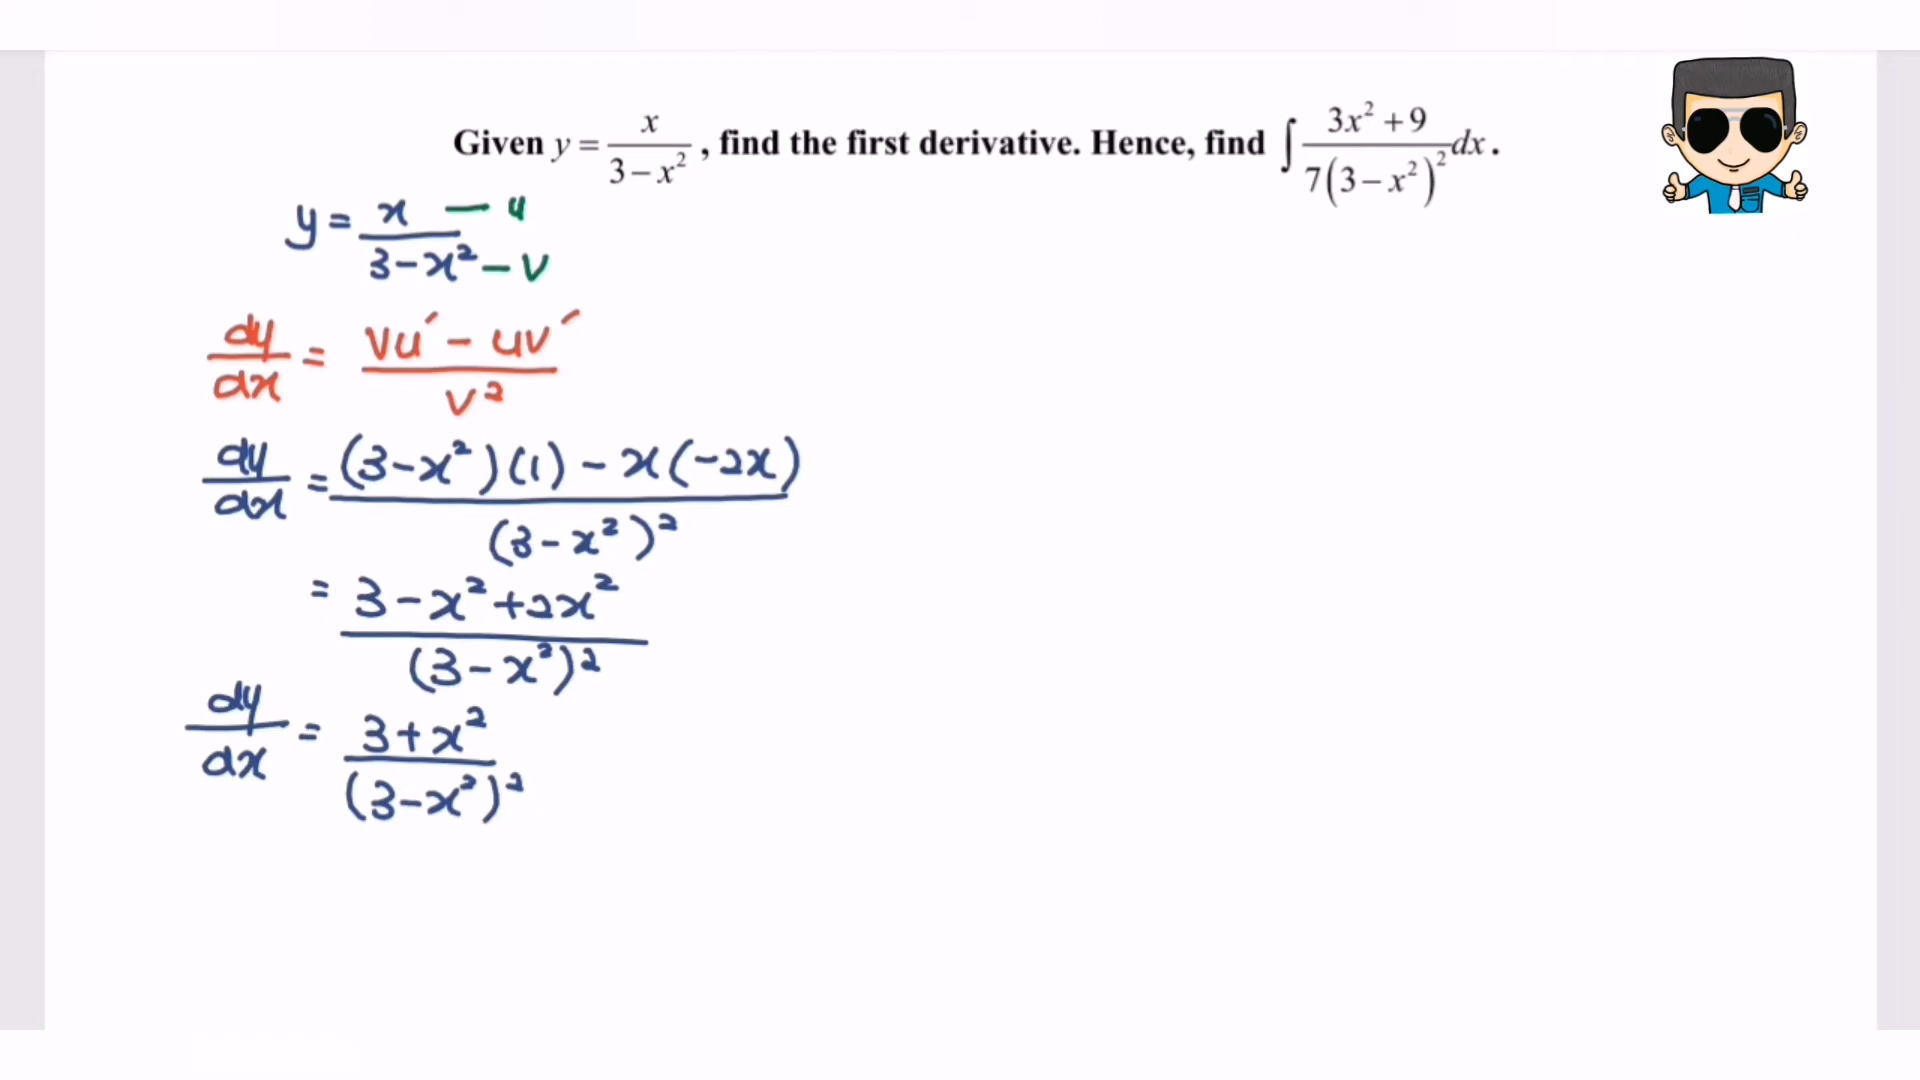 Given y = x/(3 − x²), find the first derivative. Hence, find ∫ (3x² + 9)/(7(3 − x²)²) dx.
y = x/(3 − x²) — u — v
dy/dx = (vu′ − uv′)/v²
dy/dx = ((3 − x²)(1) − x(−2x))/(3 − x²)²
= (3 − x² + 2x²)/(3 − x²)²
dy/dx = (3 + x²)/(3 − x²)²